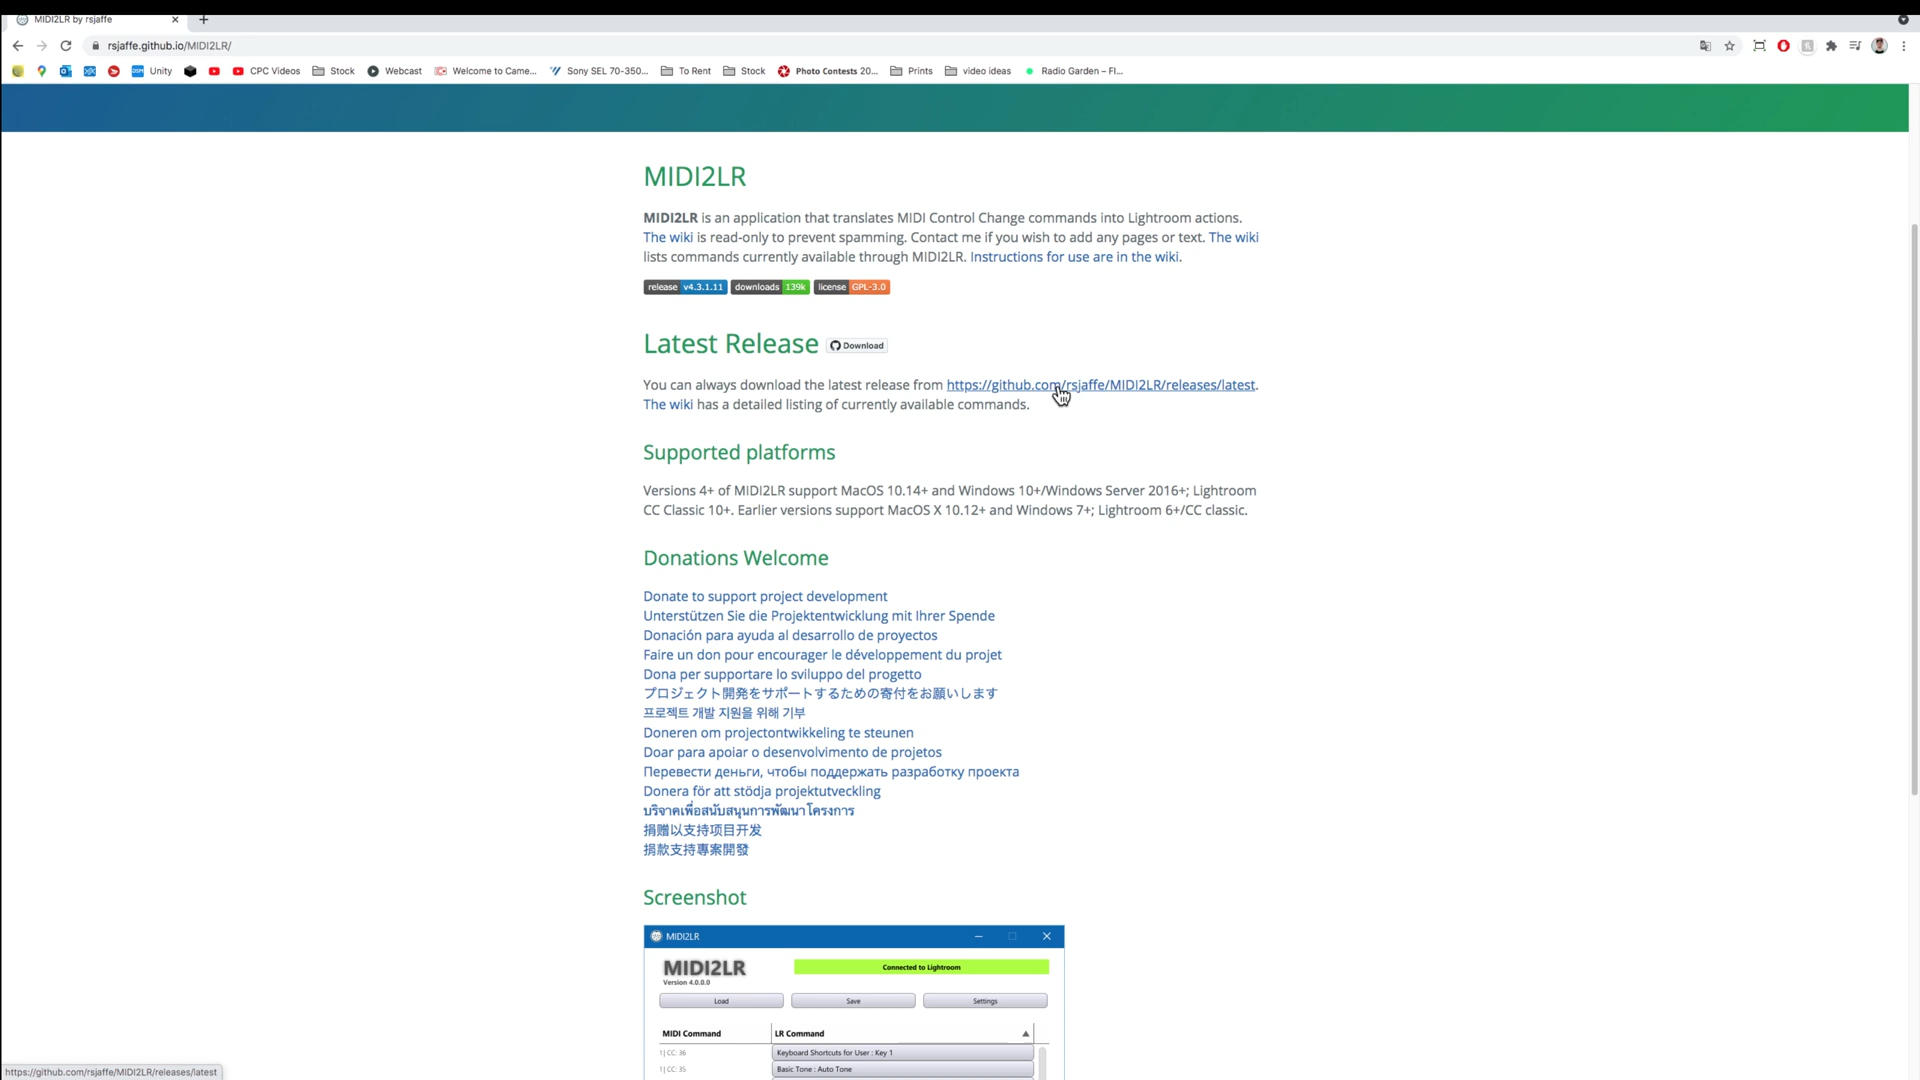 MIDI2LR by rsjaffe
rsjaffe.github.io/MIDI2LR/
Unity CPC Videos Stock Webcast Welcome to Came... Sony SEL 70-350... To Rent Stock Photo Contests 20... Prints video ideas Radio Garden – Fl...
MIDI2LR
MIDI2LR is an application that translates MIDI Control Change commands into Lightroom actions.
The wiki is read-only to prevent spamming. Contact me if you wish to add any pages or text. The wiki
lists commands currently available through MIDI2LR. Instructions for use are in the wiki.
release v4.3.1.11 downloads 139k license GPL-3.0
Latest Release Download
You can always download the latest release from https://github.com/rsjaffe/MIDI2LR/releases/latest.
The wiki has a detailed listing of currently available commands.
Supported platforms
Versions 4+ of MIDI2LR support MacOS 10.14+ and Windows 10+/Windows Server 2016+; Lightroom
CC Classic 10+. Earlier versions support MacOS X 10.12+ and Windows 7+; Lightroom 6+/CC classic.
Donations Welcome
Donate to support project development
Unterstützen Sie die Projektentwicklung mit Ihrer Spende
Donación para ayuda al desarrollo de proyectos
Faire un don pour encourager le développement du projet
Dona per supportare lo sviluppo del progetto
プロジェクト開発をサポートするための寄付をお願いします
프로젝트 개발 지원을 위해 기부
Doneren om projectontwikkeling te steunen
Doar para apoiar o desenvolvimento de projetos
Перевести деньги, чтобы поддержать разработку проекта
Donera för att stödja projektutveckling
บริจาคเพื่อสนับสนุนการพัฒนาโครงการ
捐赠以支持项目开发
捐款支持專案開發
Screenshot
MIDI2LR
MIDI2LR Connected to Lightroom
Version 4.0.0.0
Load Save Settings
MIDI Command LR Command
1| CC: 36 Keyboard Shortcuts for User : Key 1
1| CC: 35 Basic Tone : Auto Tone
https://github.com/rsjaffe/MIDI2LR/releases/latest